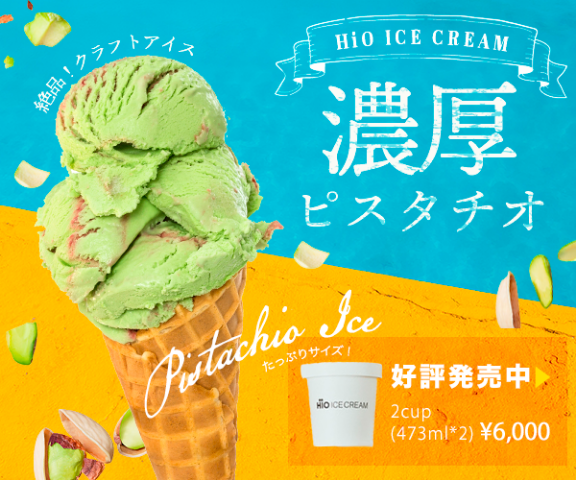 絶品！クラフトアイス
HiO ICE CREAM
濃厚
ピスタチオ
Pistachio Ice
たっぷりサイズ！
HiO ICE CREAM
好評発売中
2cup
(473ml*2) ¥6,000